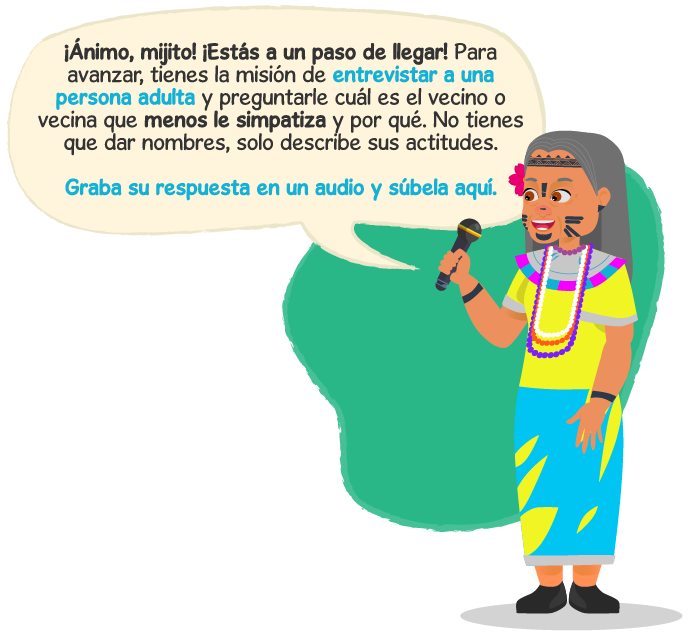 ¡Ánimo, mijito! ¡Estás a un paso de llegar! Para
avanzar, tienes la misión de entrevistar a una
persona adulta y preguntarle cuál es el vecino o
vecina que menos le simpatiza y por qué. No tienes
que dar nombres, solo describe sus actitudes.
Graba su respuesta en un audio y súbela aquí.